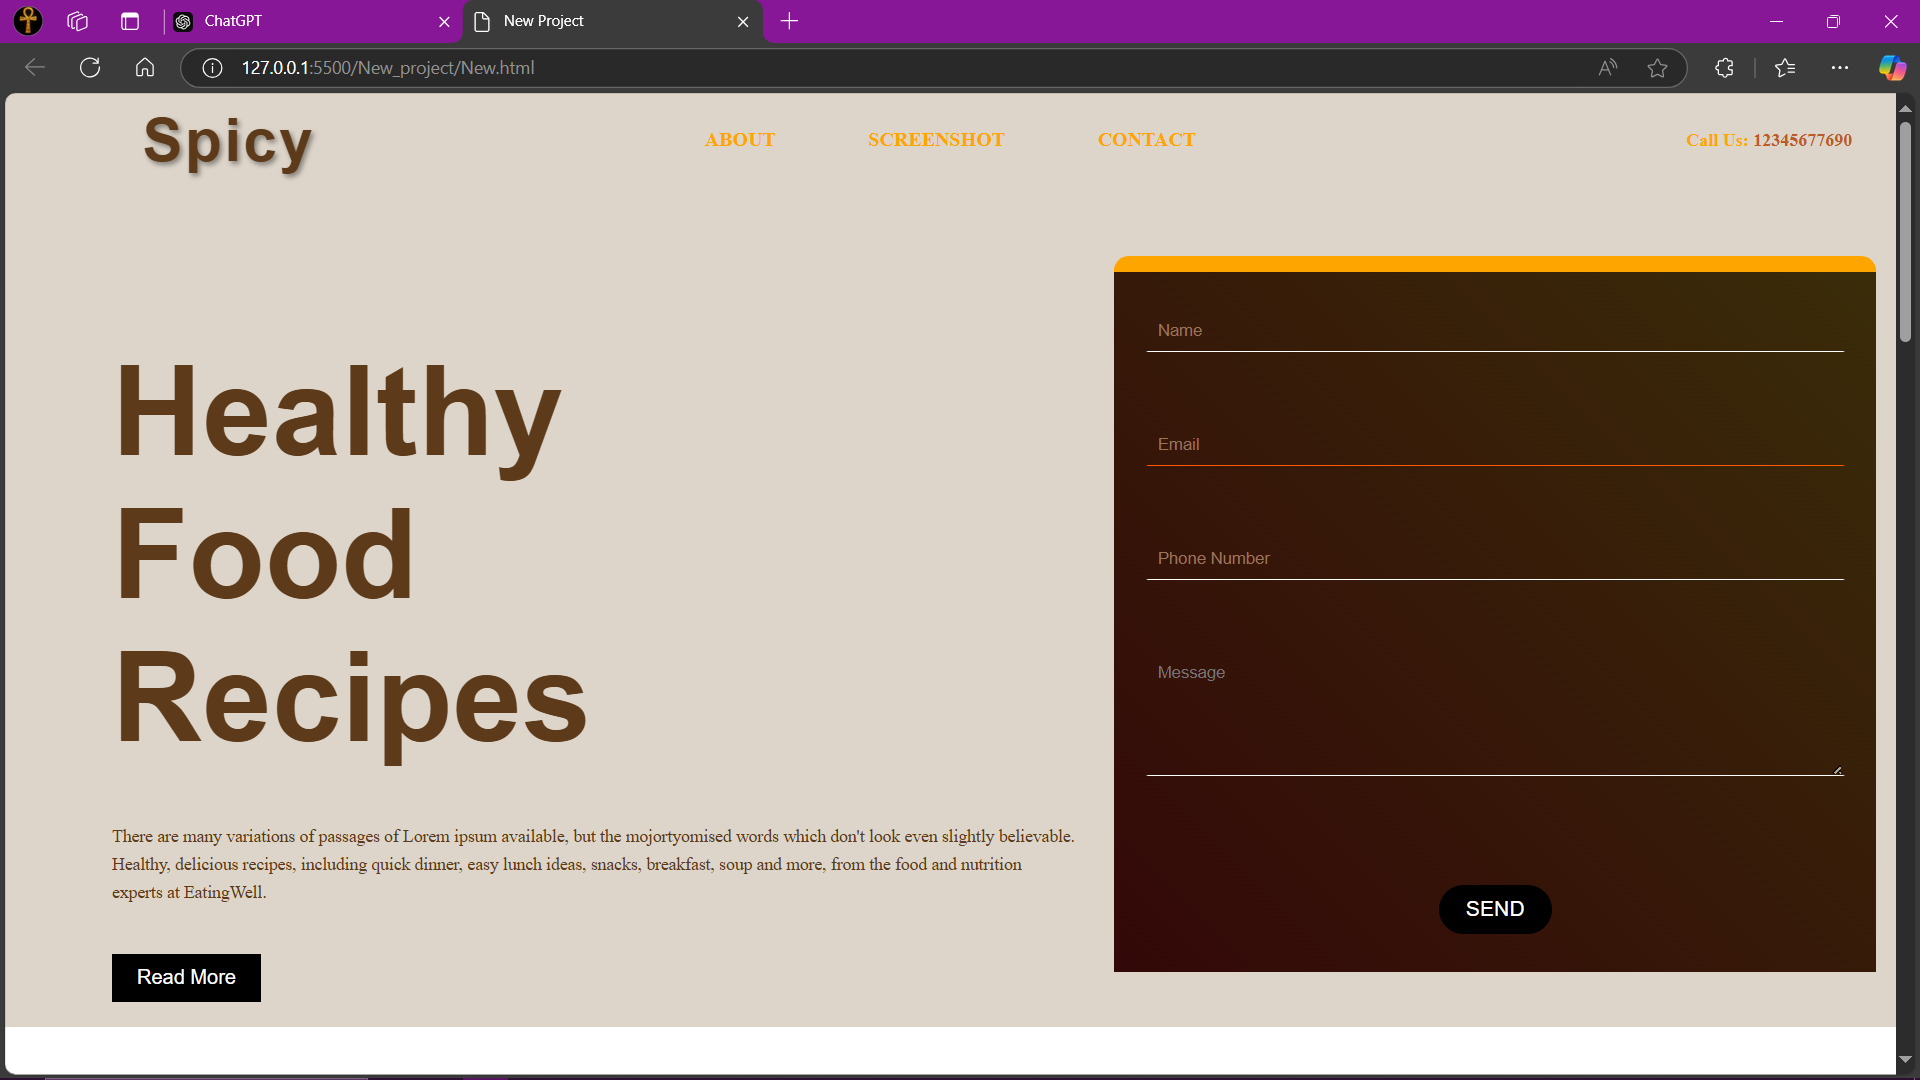 ChatGPT
New Project
127.0.0.1:5500/New_project/New.html
Spicy
ABOUT
SCREENSHOT
CONTACT
Call Us: 12345677690
Healthy
Food
Recipes
There are many variations of passages of Lorem ipsum available, but the mojortyomised words which don't look even slightly believable.
Healthy, delicious recipes, including quick dinner, easy lunch ideas, snacks, breakfast, soup and more, from the food and nutrition
experts at EatingWell.
Read More
Name
Email
Phone Number
Message
SEND